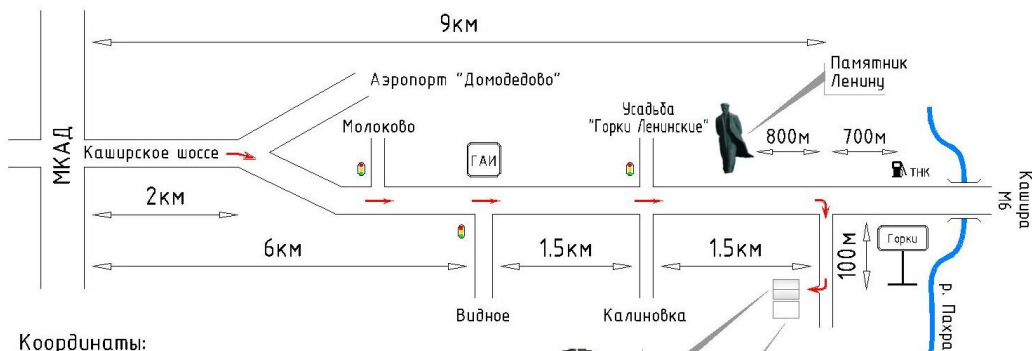 9км
Аэропорт "Домодедово"
Памятник
Ленину
Усадьба
"Горки Ленинские"
Молоково
МКАД
Каширское шоссе
ГАИ
800м
700м
ТНК
Кашира
М6
2км
6км
1.5км
1.5км
100м
Горки
Видное
Калиновка
р. Пахра
Координаты: